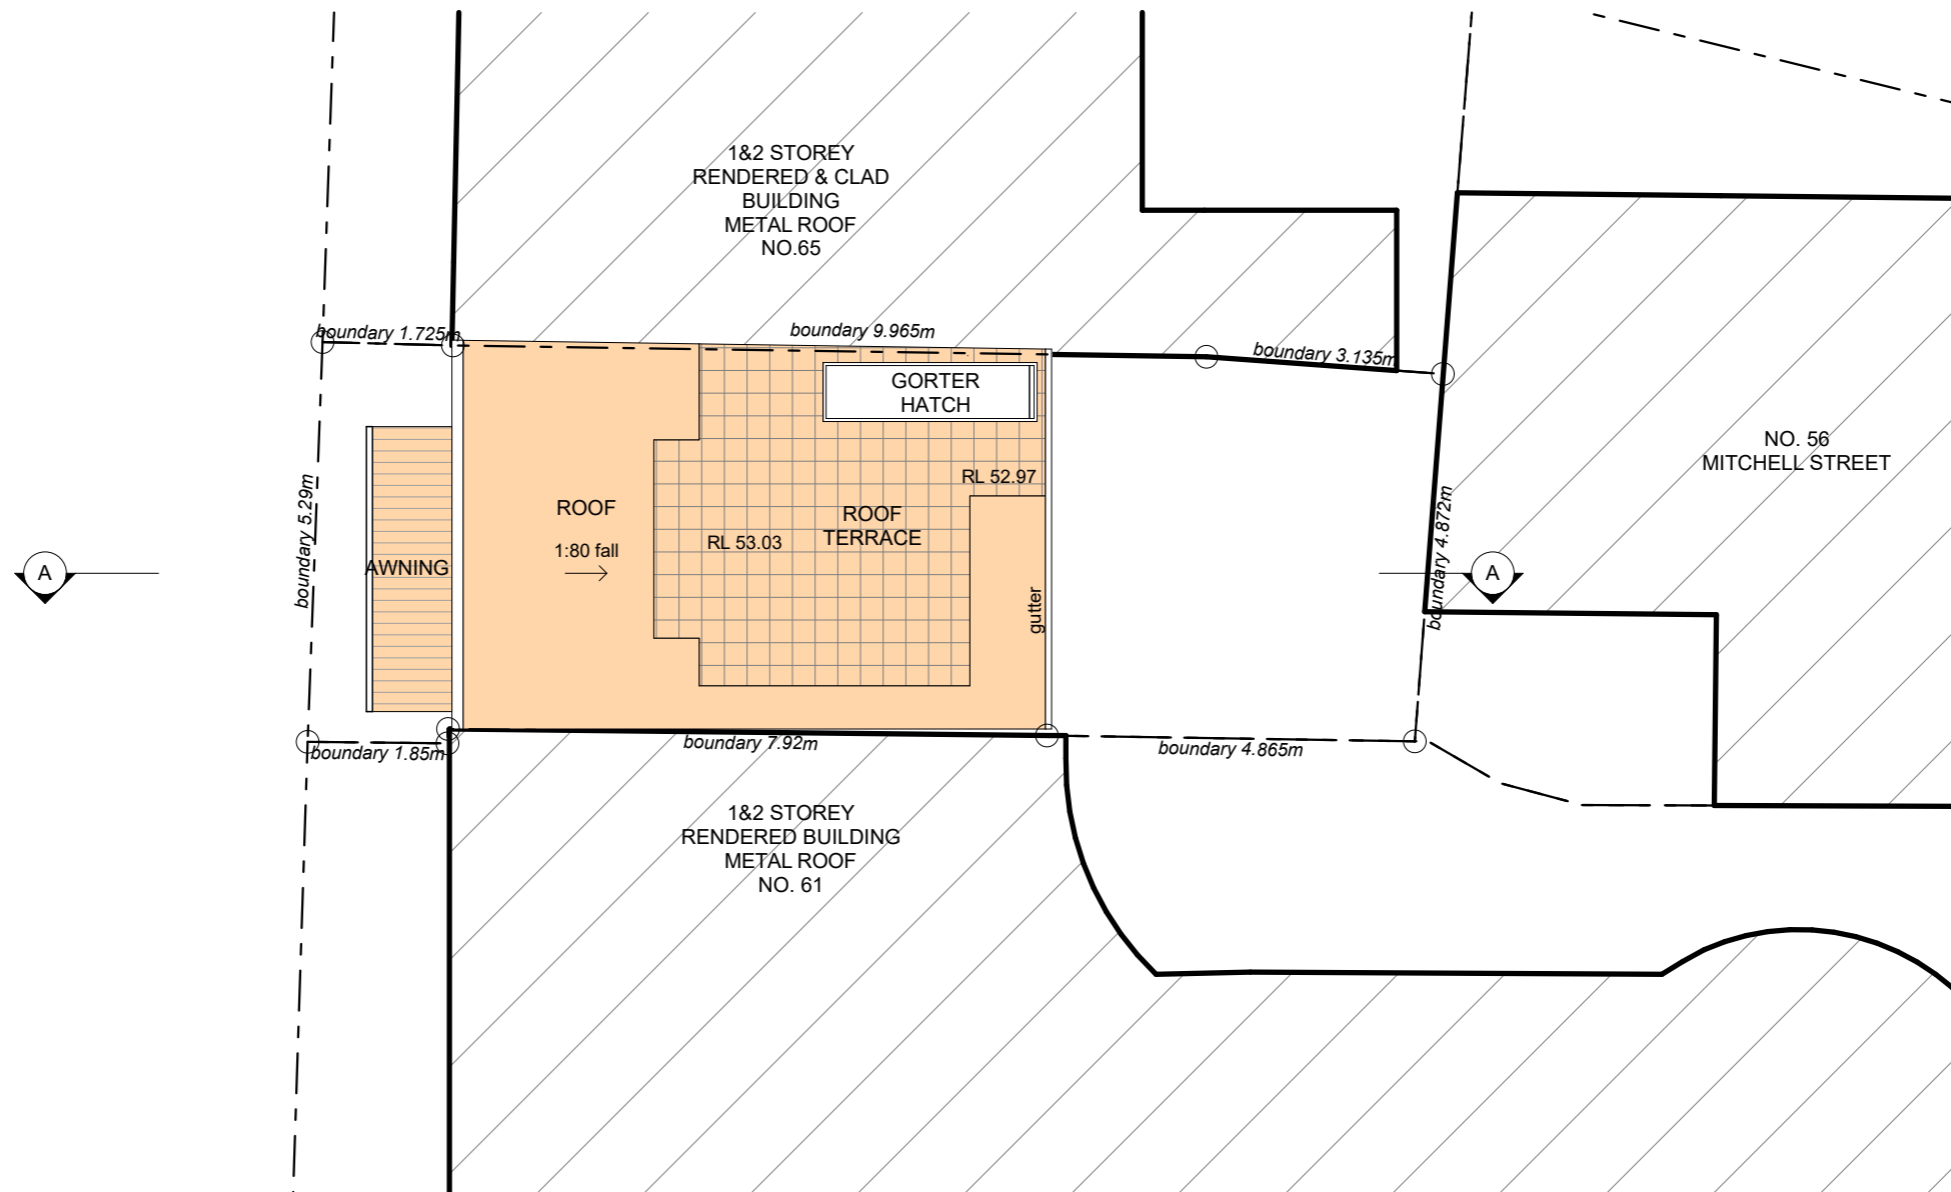 1&2 STOREY
RENDERED & CLAD
BUILDING
METAL ROOF
NO.65
boundary 1.725m
boundary 9.965m
boundary 3.135m
GORTER
HATCH
NO. 56
MITCHELL STREET
RL 52.97
ROOF
ROOF
TERRACE
boundary 5.29m
RL 53.03
1:80 fall
AWNING
A
A
boundary 4.872m
gutter
boundary 1.85m
boundary 7.92m
boundary 4.865m
1&2 STOREY
RENDERED BUILDING
METAL ROOF
NO. 61